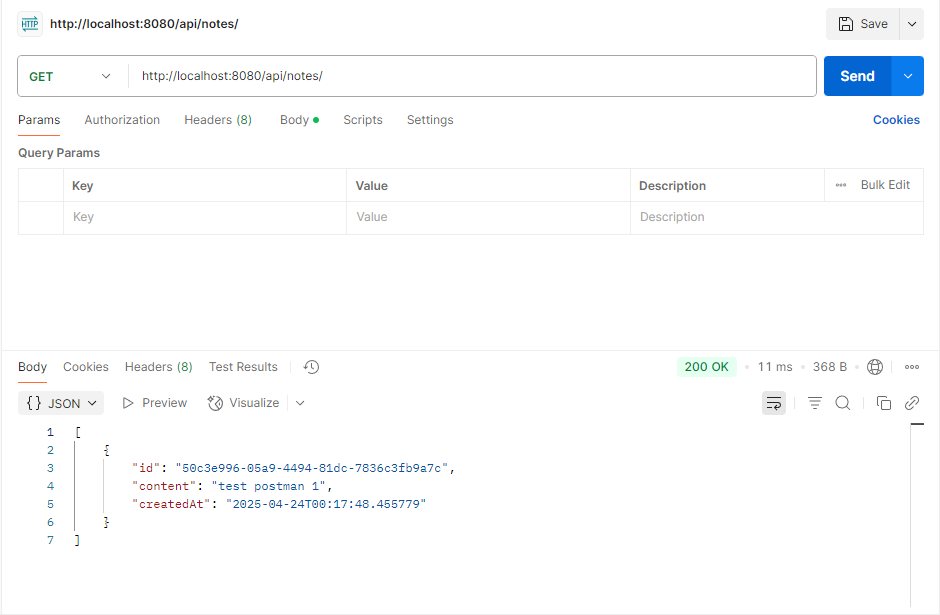 HTTP http://localhost:8080/api/notes/ Save
GET http://localhost:8080/api/notes/ Send
Params Authorization Headers (8) Body Scripts Settings Cookies
Query Params
Key Value Description Bulk Edit
Key Value Description
Body Cookies Headers (8) Test Results 200 OK 11 ms 368 B
{} JSON Preview Visualize
1 [
2 {
3 "id": "50c3e996-05a9-4494-81dc-7836c3fb9a7c",
4 "content": "test postman 1",
5 "createdAt": "2025-04-24T00:17:48.455779"
6 }
7 ]